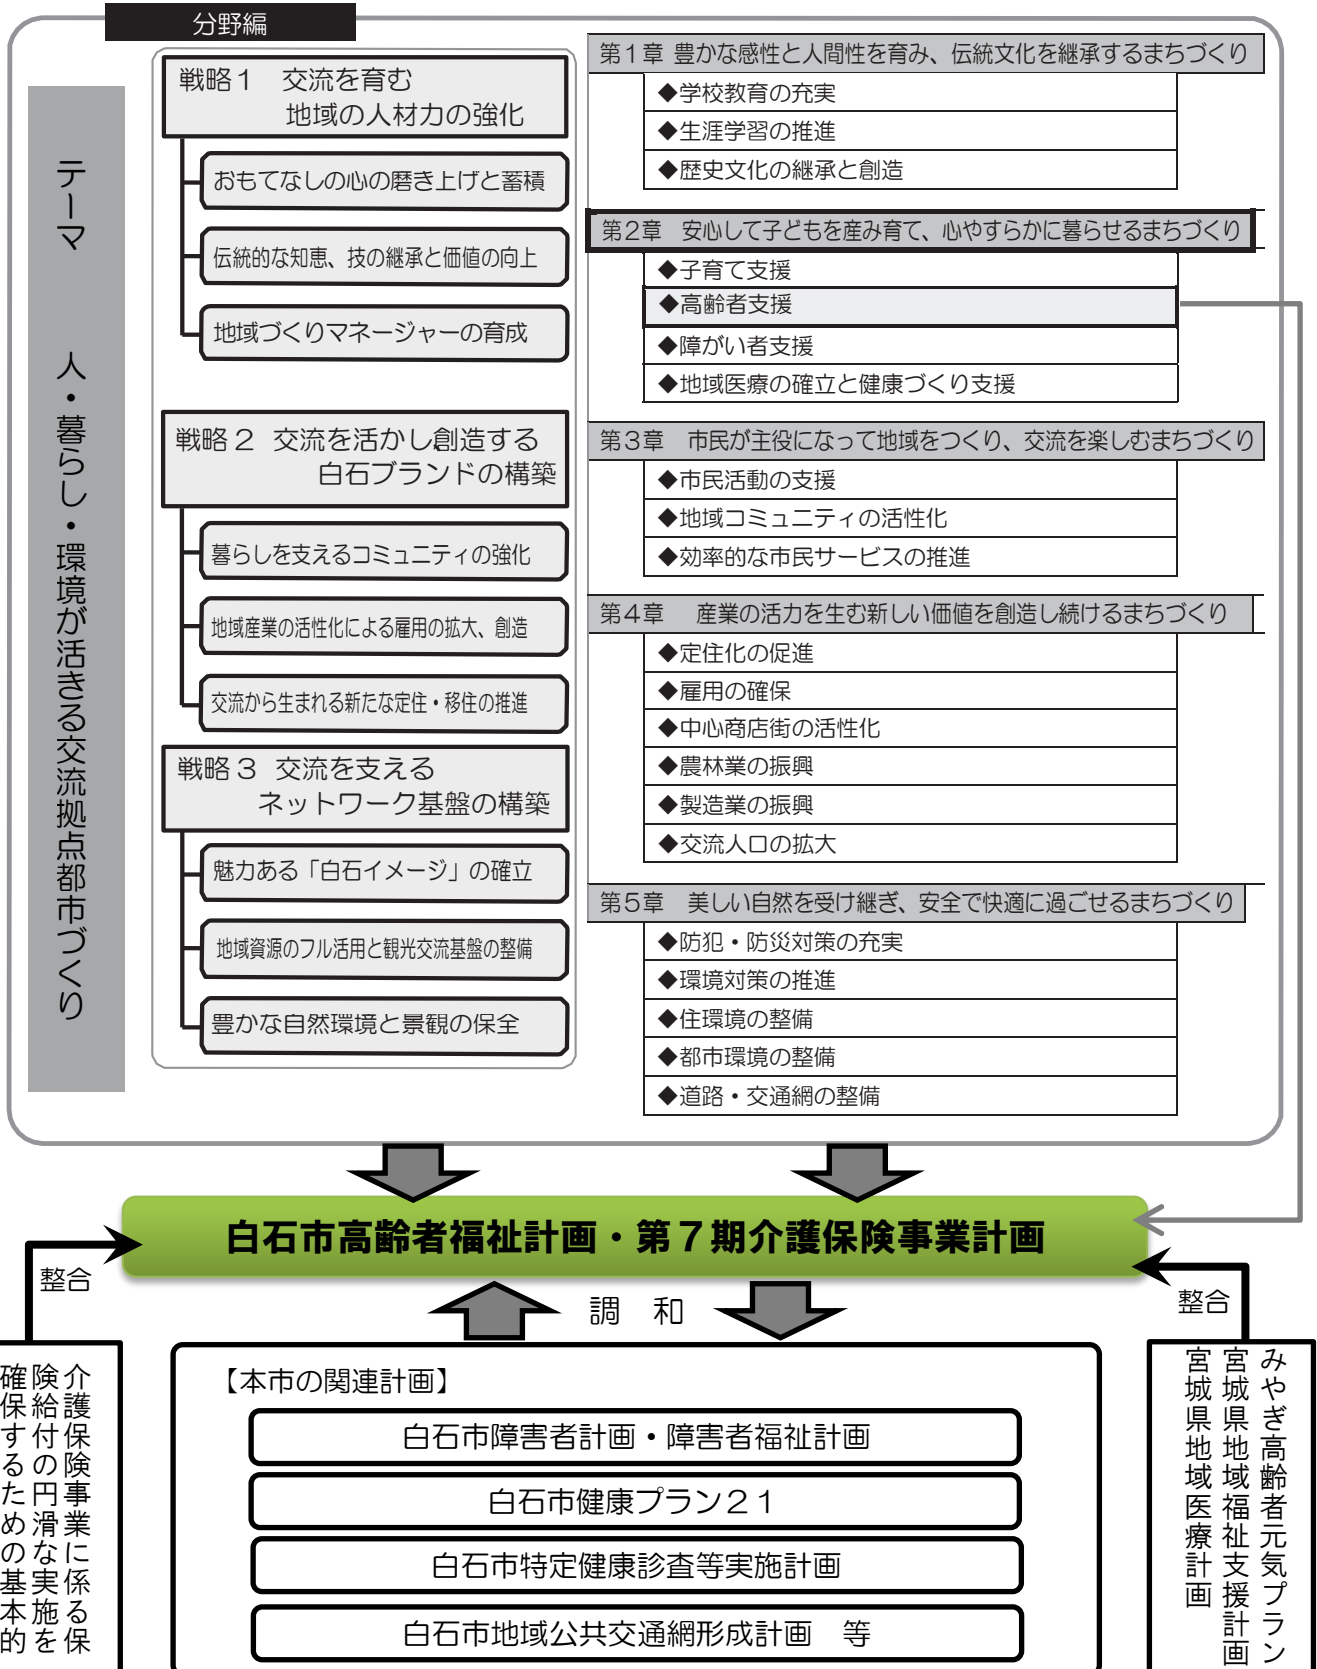 分野編
テーマ　人・暮らし・環境が活きる交流拠点都市づくり
戦略１　交流を育む
地域の人材力の強化
おもてなしの心の磨き上げと蓄積
伝統的な知恵、技の継承と価値の向上
地域づくりマネージャーの育成
戦略２　交流を活かし創造する
白石ブランドの構築
暮らしを支えるコミュニティの強化
地域産業の活性化による雇用の拡大、創造
交流から生まれる新たな定住・移住の推進
戦略３　交流を支える
ネットワーク基盤の構築
魅力ある「白石イメージ」の確立
地域資源のフル活用と観光交流基盤の整備
豊かな自然環境と景観の保全
第１章 豊かな感性と人間性を育み、伝統文化を継承するまちづくり
◆学校教育の充実
◆生涯学習の推進
◆歴史文化の継承と創造
第２章　安心して子どもを産み育て、心やすらかに暮らせるまちづくり
◆子育て支援
◆高齢者支援
◆障がい者支援
◆地域医療の確立と健康づくり支援
第３章　市民が主役になって地域をつくり、交流を楽しむまちづくり
◆市民活動の支援
◆地域コミュニティの活性化
◆効率的な市民サービスの推進
第４章　産業の活力を生む新しい価値を創造し続けるまちづくり
◆定住化の促進
◆雇用の確保
◆中心商店街の活性化
◆農林業の振興
◆製造業の振興
◆交流人口の拡大
第５章　美しい自然を受け継ぎ、安全で快適に過ごせるまちづくり
◆防犯・防災対策の充実
◆環境対策の推進
◆住環境の整備
◆都市環境の整備
◆道路・交通網の整備
白石市高齢者福祉計画・第７期介護保険事業計画
整合
調　和
整合
介護保険事業に係る保
険給付の円滑な実施を
確保するための基本的
【本市の関連計画】
白石市障害者計画・障害者福祉計画
白石市健康プラン２１
白石市特定健康診査等実施計画
白石市地域公共交通網形成計画　等
みやぎ高齢者元気プラン
宮城県地域福祉支援計画
宮城県地域医療計画